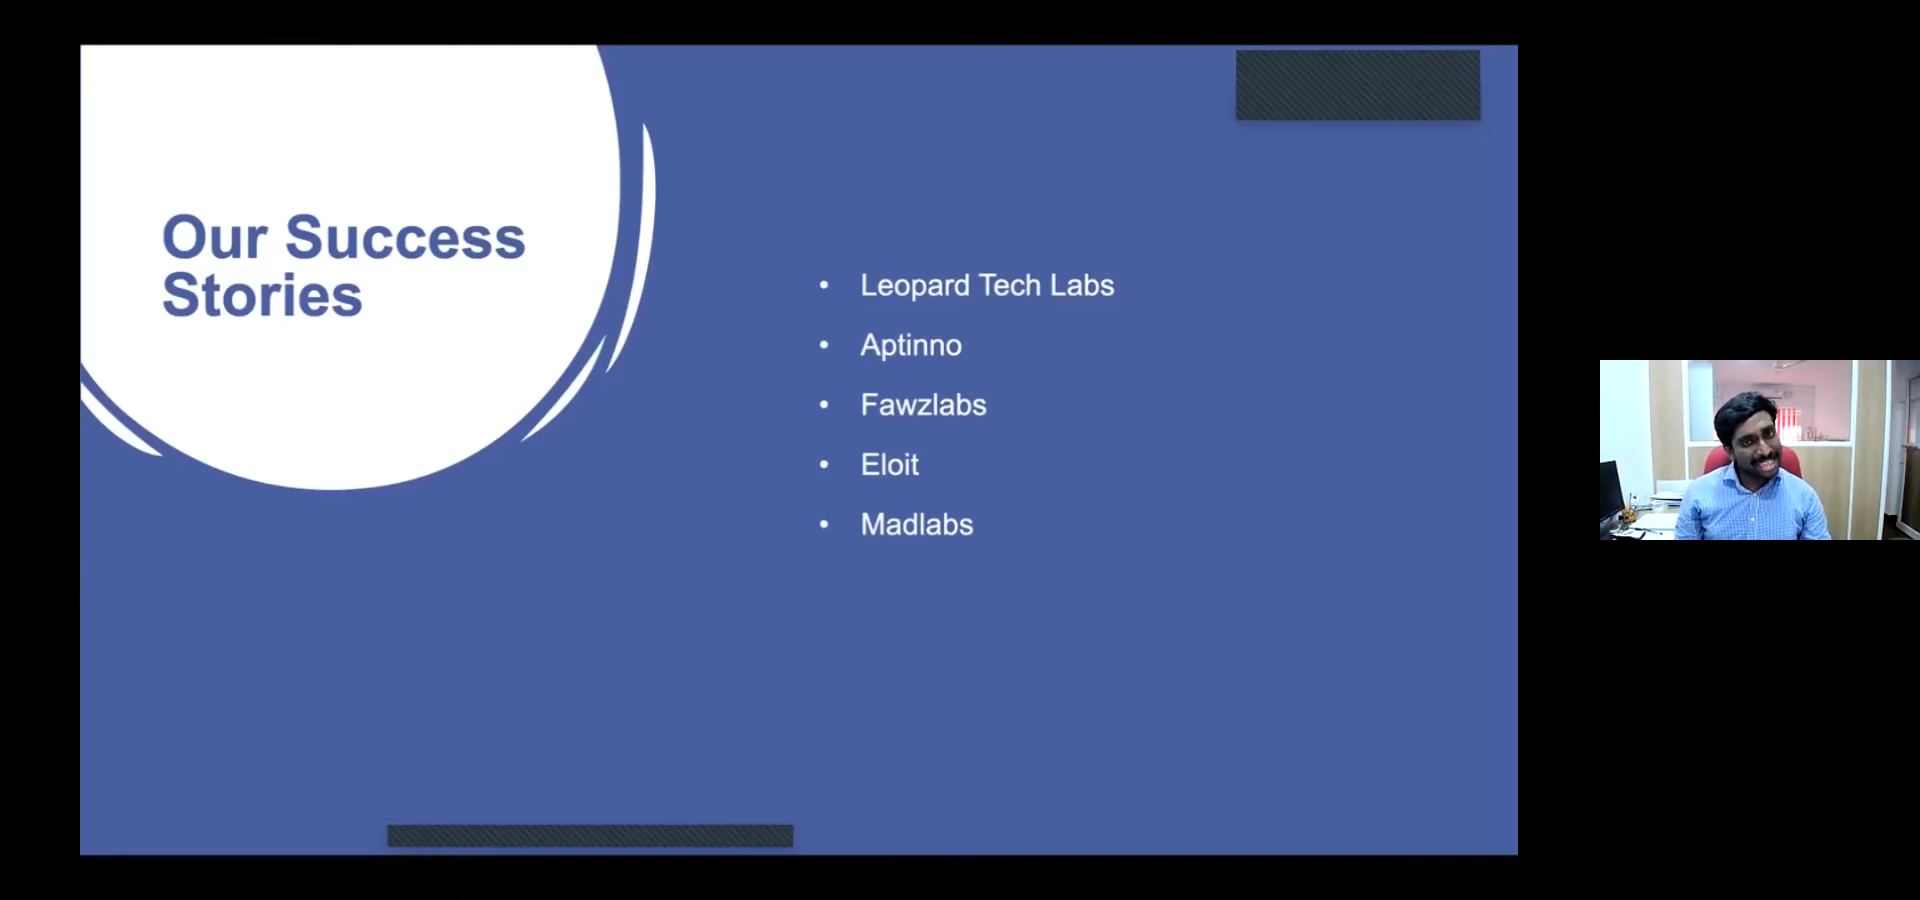 Our Success
Stories
• Leopard Tech Labs
• Aptinno
• Fawzlabs
• Eloit
• Madlabs